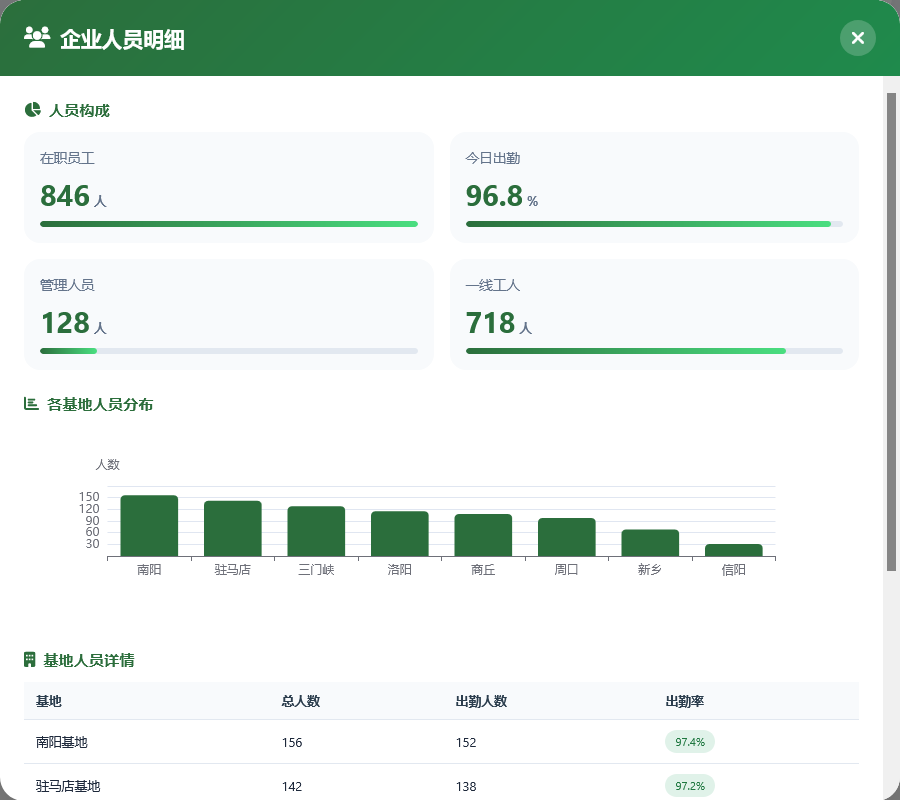 企业人员明细
人员构成
在职员工
846 人
今日出勤
96.8 %
管理人员
128 人
一线工人
718 人
各基地人员分布
人数
150
120
90
60
30
南阳 驻马店 三门峡 洛阳 商丘 周口 新乡 信阳
基地人员详情
基地 总人数 出勤人数 出勤率
南阳基地 156 152 97.4%
驻马店基地 142 138 97.2%